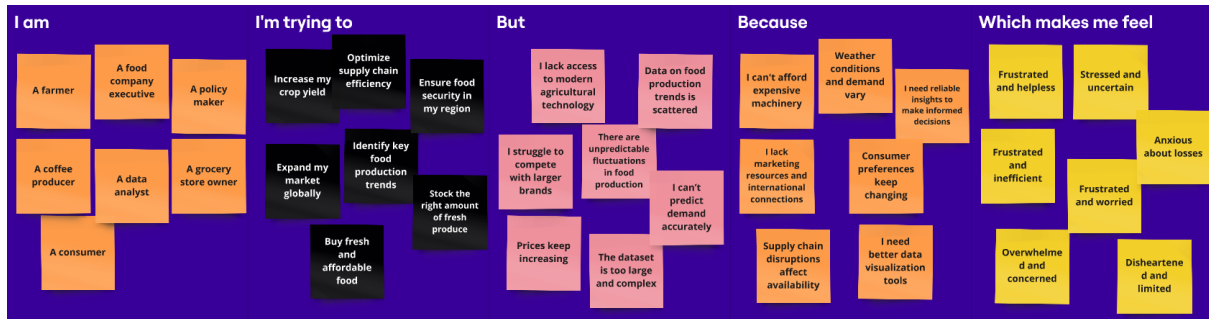 I am
A farmer
A food
company
executive
A policy
maker
A coffee
producer
A data
analyst
A grocery
store owner
A consumer
I'm trying to
Increase my
crop yield
Optimize
supply chain
efficiency
Ensure food
security in
my region
Expand my
market
globally
Identify key
food
production
trends
Stock the
right amount
of fresh
produce
Buy fresh
and
affordable
food
But
I lack access
to modern
agricultural
technology
Data on food
production
trends is
scattered
I struggle to
compete
with larger
brands
There are
unpredictable
fluctuations
in food
production
I can't
predict
demand
accurately
Prices keep
increasing
The dataset
is too large
and complex
Because
I can't afford
expensive
machinery
Weather
conditions
and demand
vary
I need reliable
insights to
make informed
decisions
I lack
marketing
resources and
international
connections
Consumer
preferences
keep
changing
Supply chain
disruptions
affect
availability
I need
better data
visualization
tools
Which makes me feel
Frustrated
and helpless
Stressed and
uncertain
Anxious
about losses
Frustrated
and
inefficient
Frustrated
and worried
Overwhelme
d and
concerned
Disheartene
d and
limited